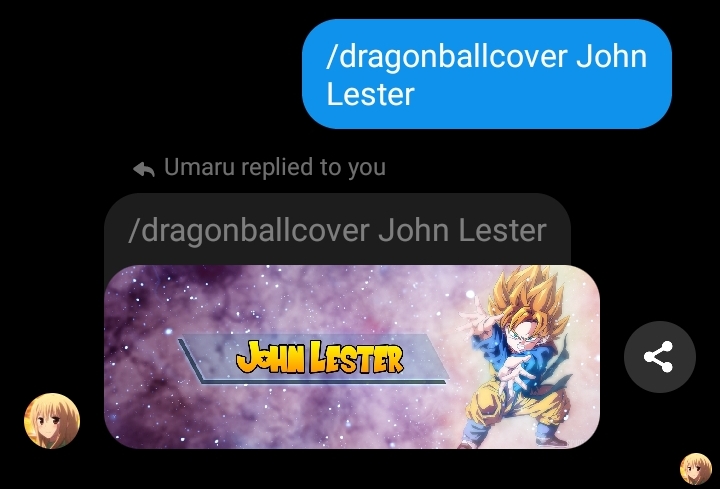 /dragonballcover John
Lester
Umaru replied to you
/dragonballcover John Lester
JOHN LESTER